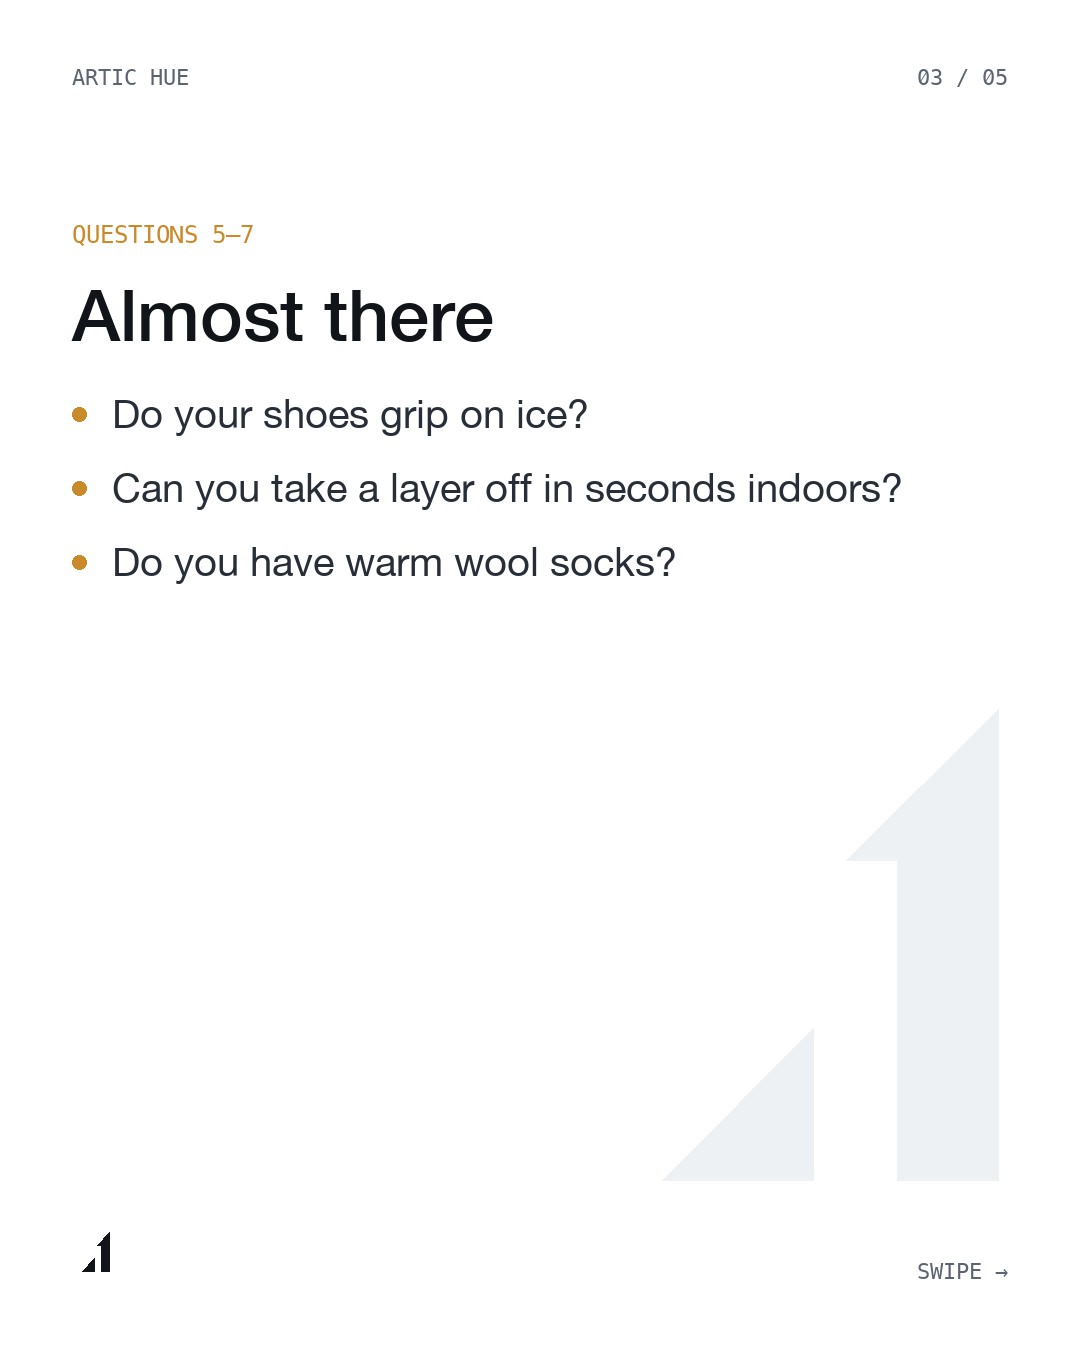 ARTIC HUE
03 / 05
QUESTIONS 5–7
Almost there
Do your shoes grip on ice?
Can you take a layer off in seconds indoors?
Do you have warm wool socks?
SWIPE →